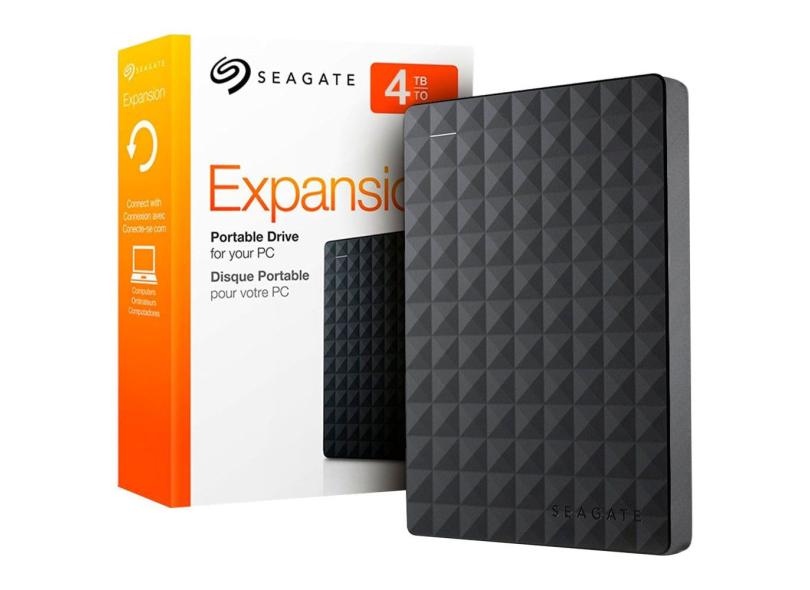 SEAGATE
Expansion
Connect with
Connexion avec
Conecte-se com
Computers
Ordinateurs
Computadores
SEAGATE
4 TB
TO
Expansio
Portable Drive
for your PC
Disque Portable
pour votre PC
SEAGATE